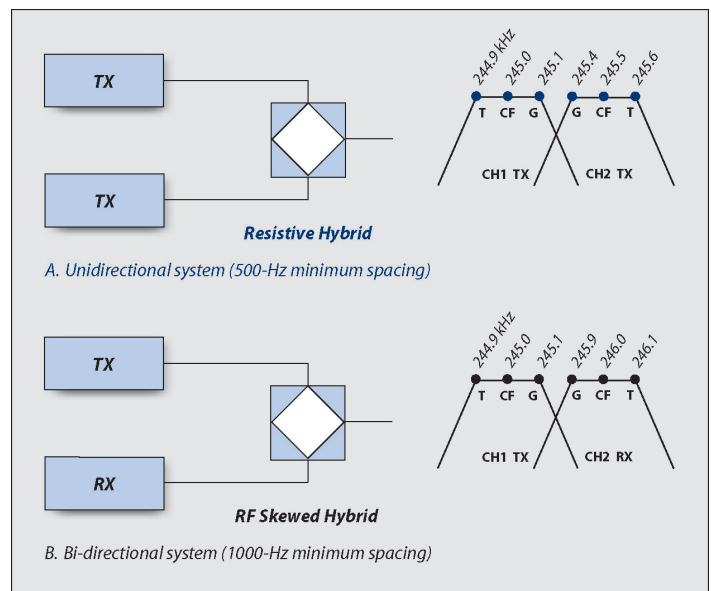 TX
244.9 kHz
245.0
245.1
245.4
245.5
245.6
T CF G
G CF T
CH1 TX
CH2 TX
TX
Resistive Hybrid
A. Unidirectional system (500-Hz minimum spacing)
TX
244.9 kHz
245.0
245.1
245.9
246.0
246.1
T CF G
G CF T
CH1 TX
CH2 RX
RX
RF Skewed Hybrid
B. Bi-directional system (1000-Hz minimum spacing)